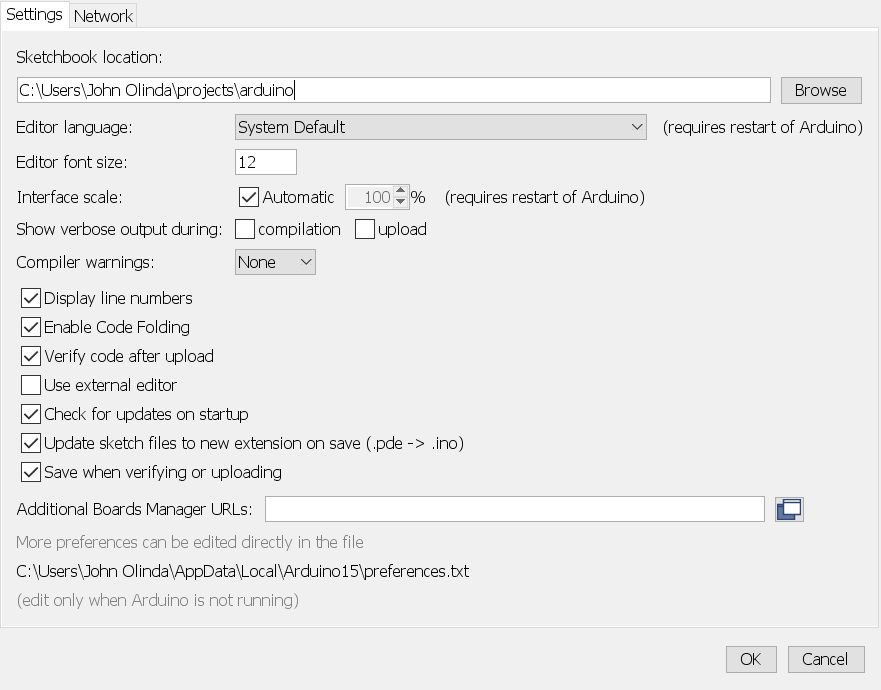 Settings Network
Sketchbook location:
C:\Users\John Olinda\projects\arduino
Browse
Editor language: System Default (requires restart of Arduino)
Editor font size: 12
Interface scale: Automatic 100 % (requires restart of Arduino)
Show verbose output during: compilation upload
Compiler warnings: None
Display line numbers
Enable Code Folding
Verify code after upload
Use external editor
Check for updates on startup
Update sketch files to new extension on save (.pde -> .ino)
Save when verifying or uploading
Additional Boards Manager URLs:
More preferences can be edited directly in the file
C:\Users\John Olinda\AppData\Local\Arduino15\preferences.txt
(edit only when Arduino is not running)
OK Cancel